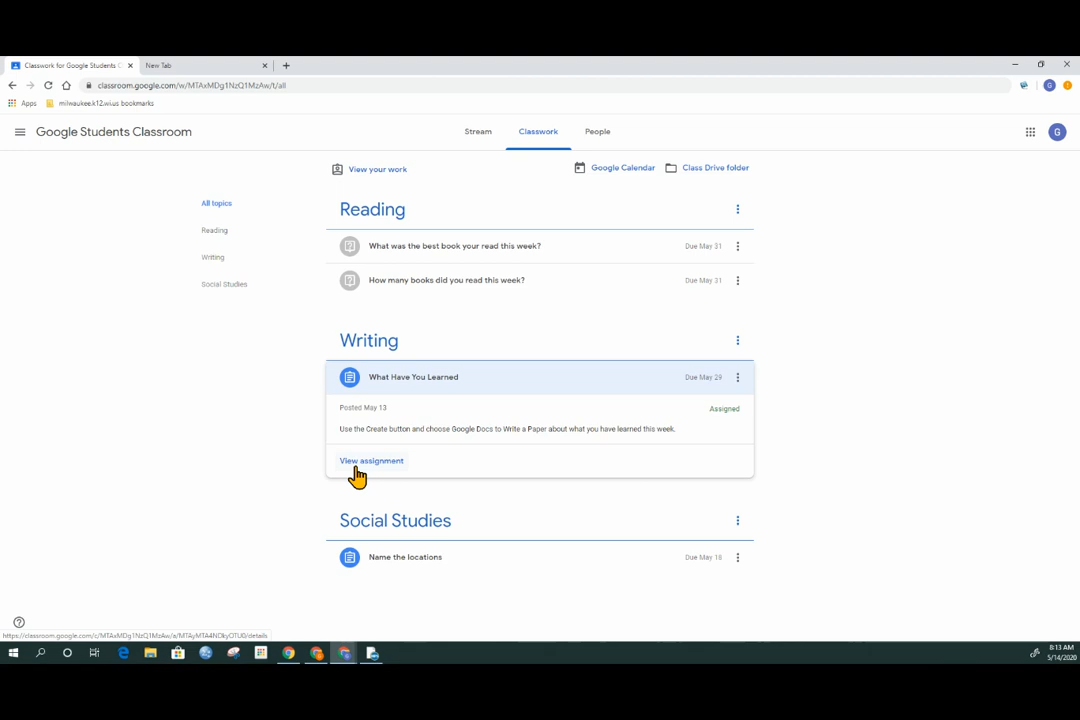 Classwork for Google Students C
New Tab
classroom.google.com/w/MTAxMDg1NzQ1MzAw/t/all
Apps
milwaukee.k12.wi.us bookmarks
Google Students Classroom
Stream
Classwork
People
G
View your work
Google Calendar
Class Drive folder
All topics
Reading
Writing
Social Studies
Reading
What was the best book your read this week?
Due May 31
How many books did you read this week?
Due May 31
Writing
What Have You Learned
Due May 29
Posted May 13
Assigned
Use the Create button and choose Google Docs to Write a Paper about what you have learned this week.
View assignment
Social Studies
Name the locations
Due May 18
8:13 AM
5/14/2020